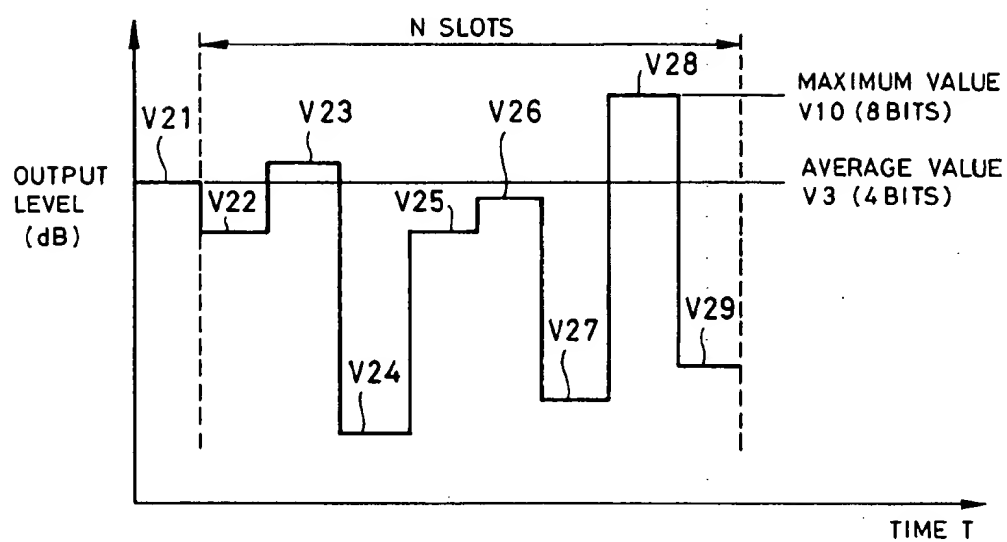 N SLOTS
V28
MAXIMUM VALUE
V10 (8 BITS)
V21
V23
V26
AVERAGE VALUE
V3 (4 BITS)
OUTPUT
LEVEL
(dB)
V22
V25
V29
V27
V24
TIME T